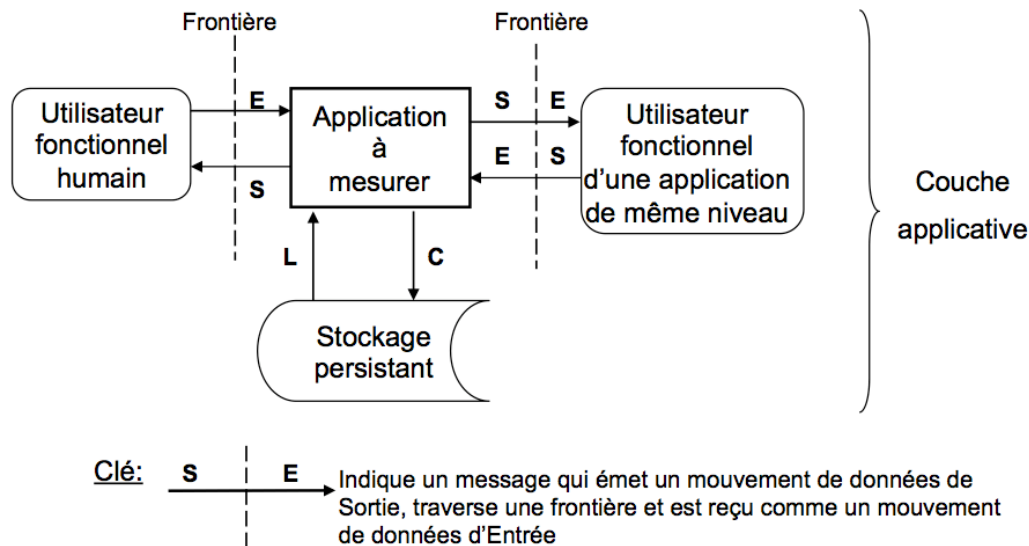 Frontière
Frontière
Utilisateur
fonctionnel
humain
E
S
Application
à
mesurer
S E
E S
Utilisateur
fonctionnel
d'une application
de même niveau
Couche
applicative
L
C
Stockage
persistant
Clé:
S E
Indique un message qui émet un mouvement de données de
Sortie, traverse une frontière et est reçu comme un mouvement
de données d'Entrée